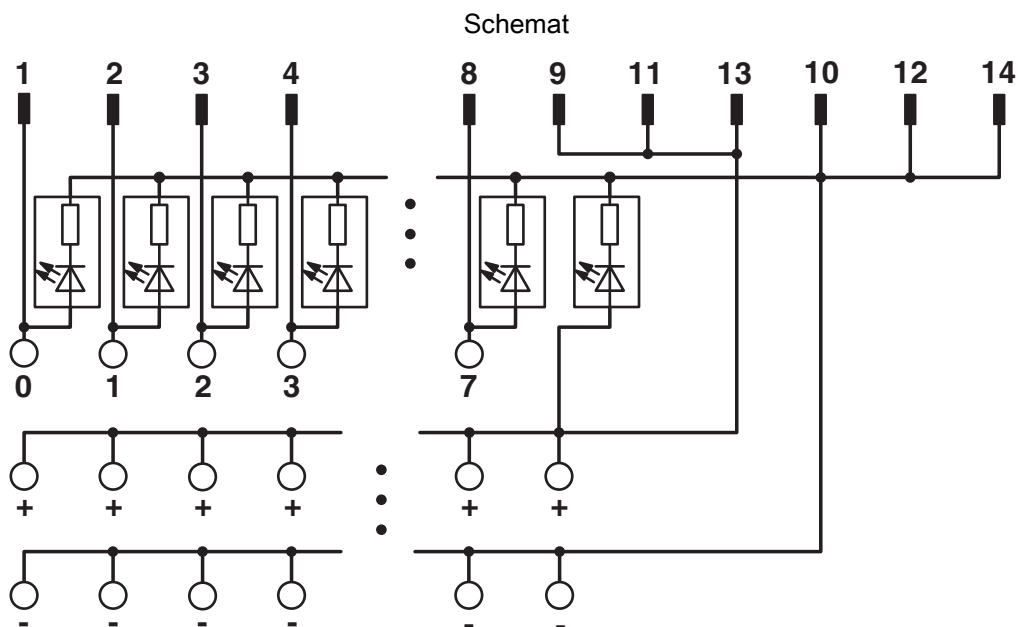 Schemat
1 2 3 4 8 9 11 13 10 12 14
0 1 2 3 7
+ + + + + +
- - - - - -